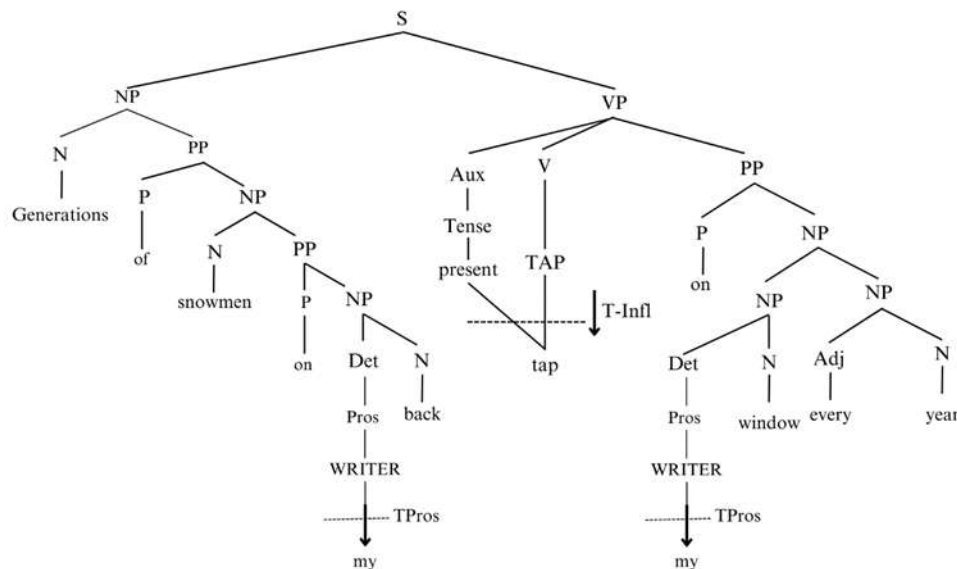 S
NP VP
N PP Aux V PP
P NP Tense P NP
Generations
of N PP present TAP on NP NP
snowmen P NP T-Infl
on Det N tap Det N Adj every N year
Pros back Pros window
WRITER WRITER
TPros TPros
my my